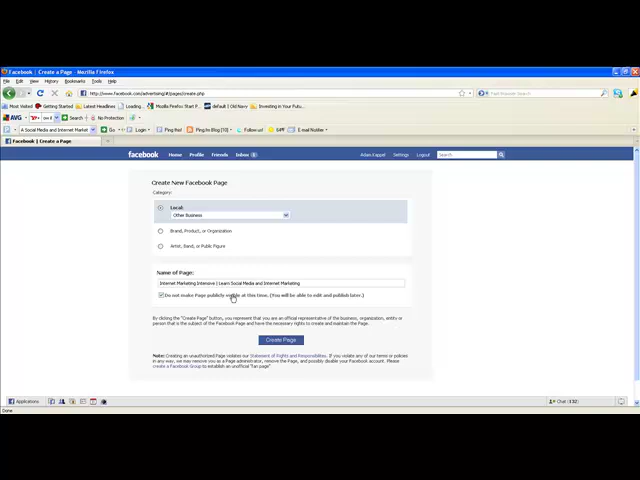 Facebook | Create a Page - Mozilla Firefox
File Edit View History Bookmarks Tools Help
http://www.facebook.com/advertising/#/pages/create.php
Most Visited Getting Started Latest Headlines Loading... Mozilla Firefox Start P... default | Old Navy Investing In Your Futu...
AVG Search No Protection
A Social Media and Internet Market Go Login Ping Me! Ping.fm Blog Follow us! E-mail Notifier
Facebook | Create a Page
facebook Home Profile Friends Inbox Settings Logout Search
Create New Facebook Page
Category:
Local:
Other Business
Brand, Product, or Organization
Artist, Band, or Public Figure
Name of Page:
Internet Marketing Intensive | Learn Social Media and Internet Marketing
Do not make Page publicly visible at this time. (You will be able to edit and publish later.)
By clicking the "Create Page" button, you represent that you are an official representative of the business, organization, entity or
person that is the subject of the Facebook Page and have the necessary rights to create and maintain the Page.
Create Page
Note: Creating an unauthorized Page violates our Statement of Rights and Responsibilities. If you violate any of our terms or policies
in any way, we may remove you as a Page administrator, remove the Page, and possibly disable your Facebook account. Please
create a Facebook Group to establish an unofficial "fan page".
Applications Chat (132)
Done